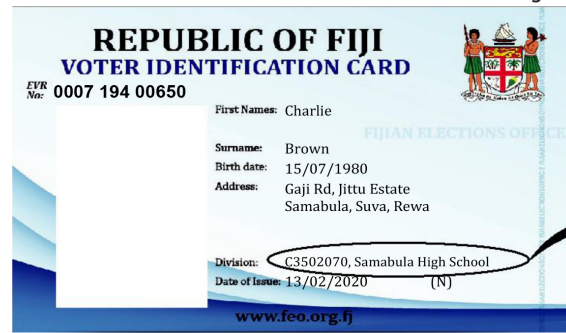 REPUBLIC OF FIJI
VOTER IDENTIFICATION CARD
EVR No: 0007 194 00650
First Names: Charlie
FIJIAN ELECTIONS OFFICE
Surname: Brown
Birth date: 15/07/1980
Address: Gaji Rd, Jittu Estate
Samabula, Suva, Rewa
Division: C3502070, Samabula High School
Date of Issue: 13/02/2020 (N)
www.feo.org.fj